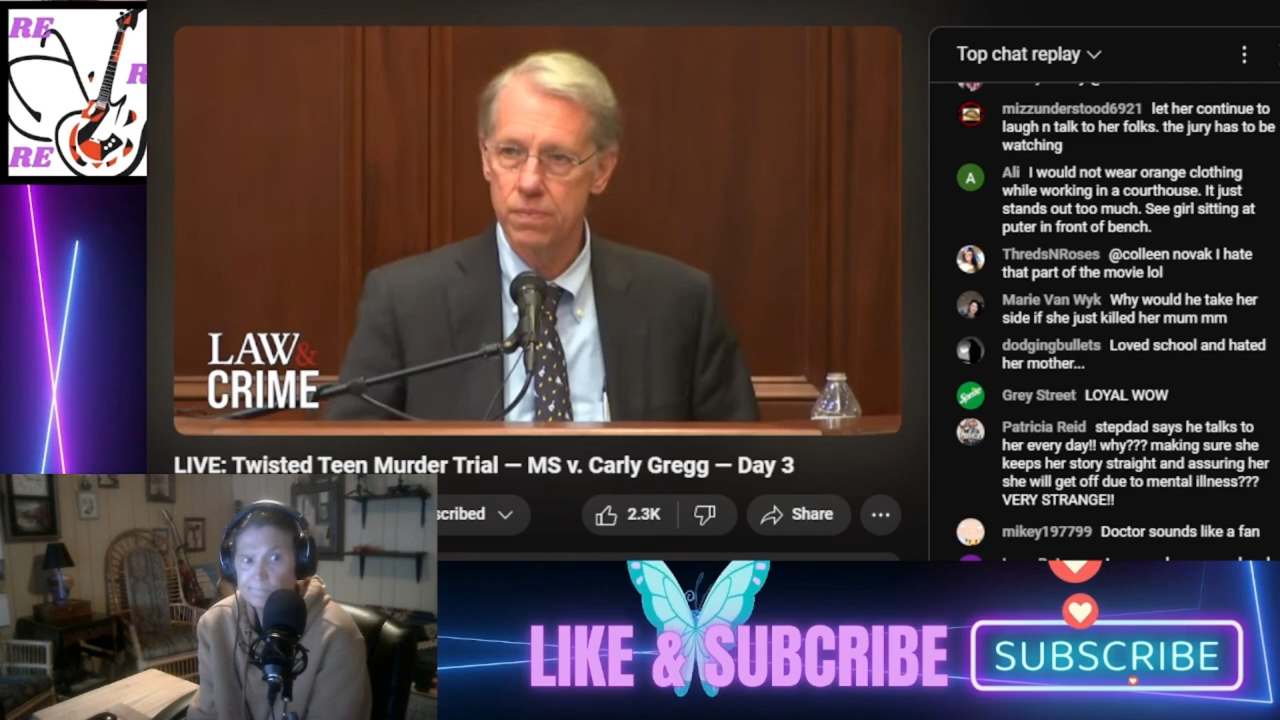 RE
R
RE
LAW&
CRIME
LIVE: Twisted Teen Murder Trial — MS v. Carly Gregg — Day 3
scribed
2.3K
Share
Top chat replay
mizzunderstood6921 let her continue to
laugh n talk to her folks. the jury has to be
watching
A
Ali I would not wear orange clothing
while working in a courthouse. It just
stands out too much. See girl sitting at
puter in front of bench.
ThredsNRoses @colleen novak I hate
that part of the movie lol
Marie Van Wyk Why would he take her
side if she just killed her mum mm
dodgingbullets Loved school and hated
her mother...
Sprite
Grey Street LOYAL WOW
Patricia Reid stepdad says he talks to
her every day!! why??? making sure she
keeps her story straight and assuring her
she will get off due to mental illness???
VERY STRANGE!!
mikey197799 Doctor sounds like a fan
LIKE & SUBCRIBE
SUBSCRIBE